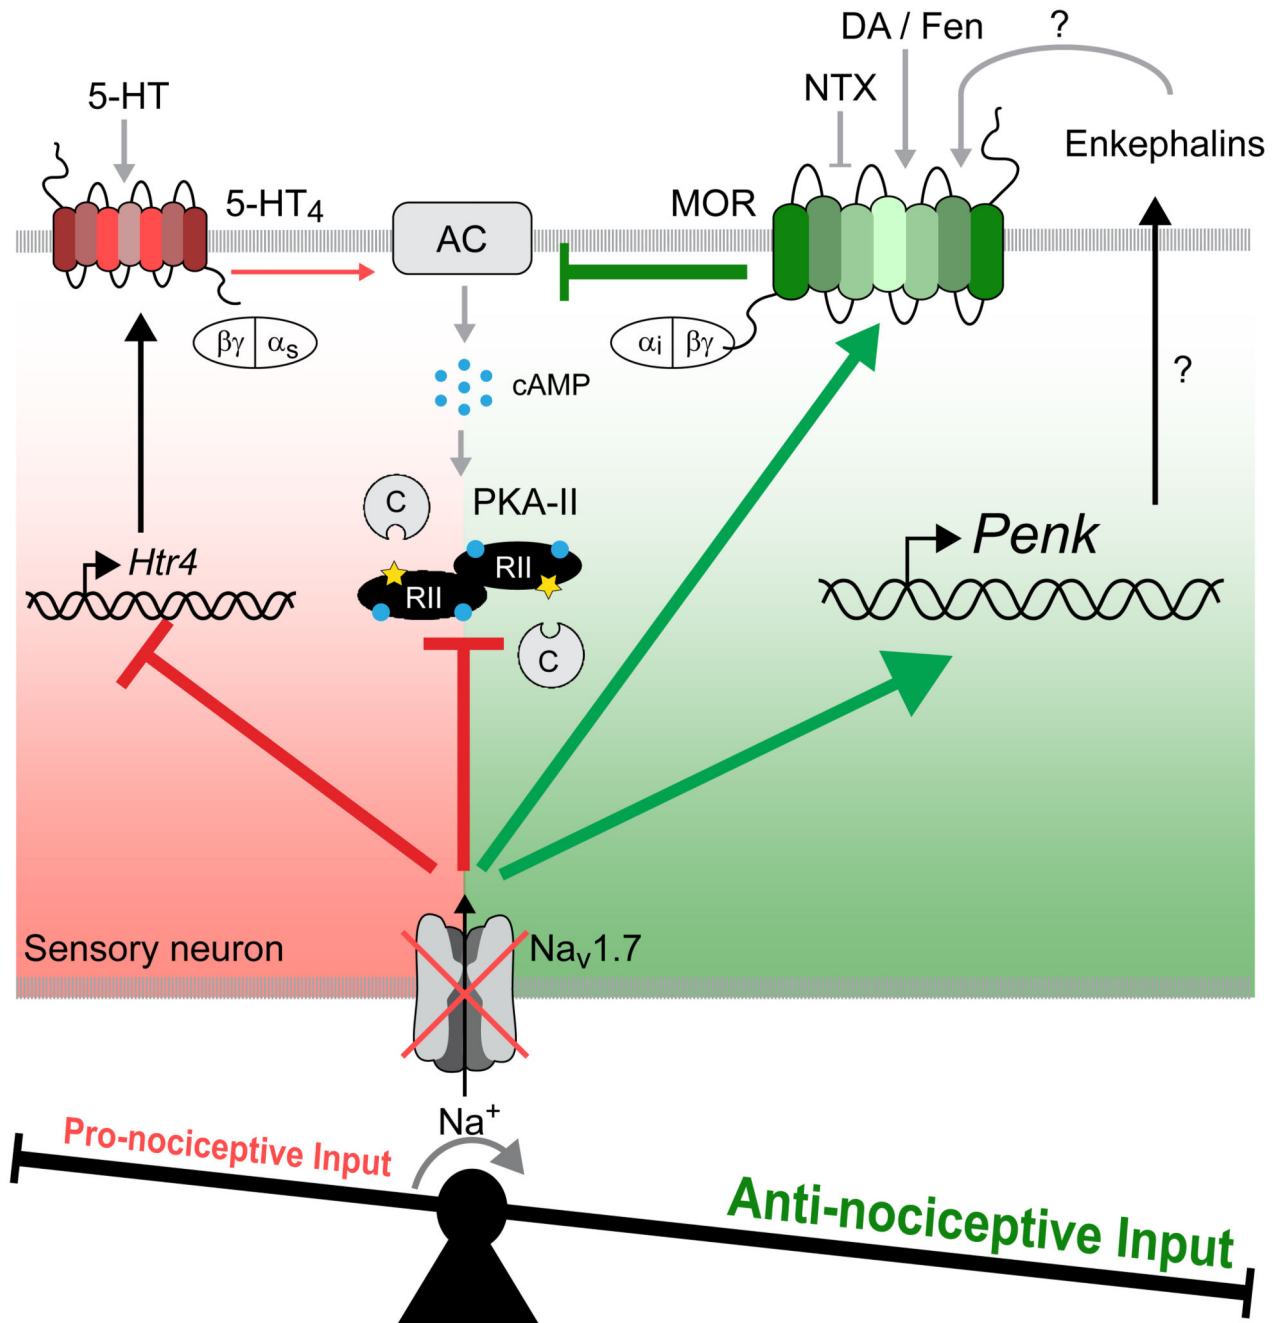 DA / Fen
?
NTX
5-HT
Enkephalins
5-HT₄
MOR
AC
βγ αₛ
αᵢ βγ
cAMP
?
C
PKA-II
Htr4
RII
RII
Penk
C
Sensory neuron
Naᵥ1.7
Na⁺
Pro-nociceptive Input
Anti-nociceptive Input